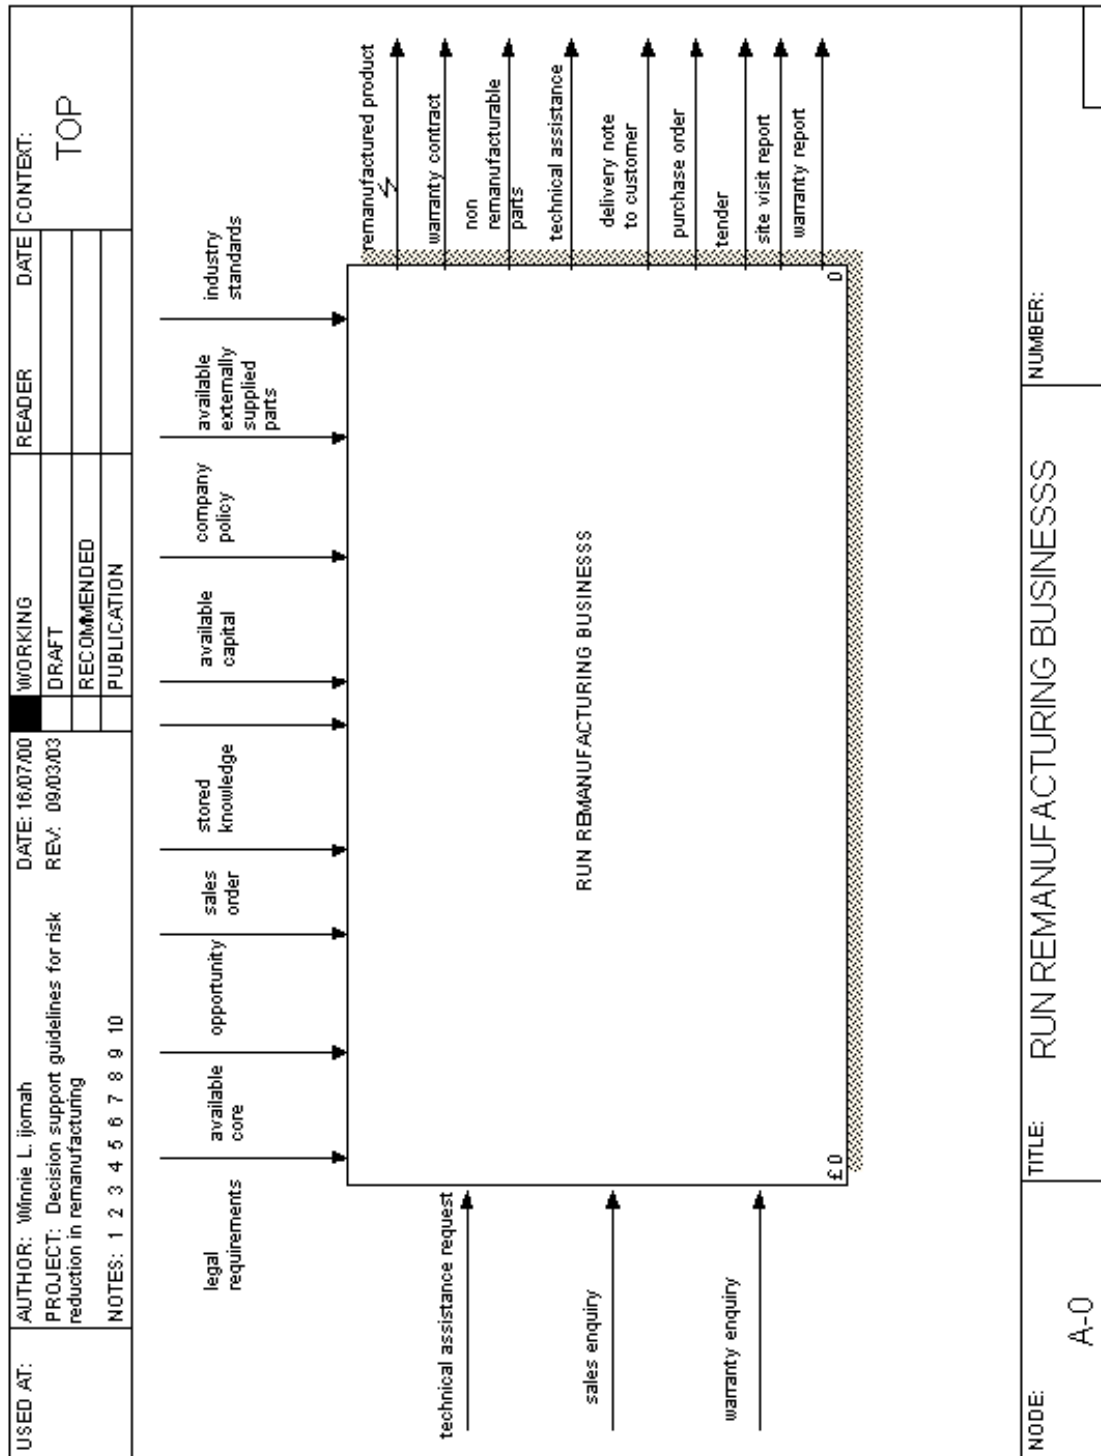 USED AT:
AUTHOR: Winnie L. ijomah
PROJECT: Decision support guidelines for risk
reduction in remanufacturing
NOTES: 1 2 3 4 5 6 7 8 9 10
DATE: 16/07/00
REV: 09/03/03
WORKING
DRAFT
RECOMMENDED
PUBLICATION
READER
DATE
CONTEXT:
TOP
legal
requirements
available
core
opportunity
sales
order
stored
knowledge
available
capital
company
policy
available
externally
supplied
parts
industry
standards
technical assistance request
sales enquiry
warranty enquiry
RUN REMANUFACTURING BUSINESSS
£ 0
0
remanufactured product
warranty contract
non
remanufacturable
parts
technical assistance
delivery note
to customer
purchase order
tender
site visit report
warranty report
NODE:
A-0
TITLE:
RUN REMANUFACTURING BUSINESSS
NUMBER: